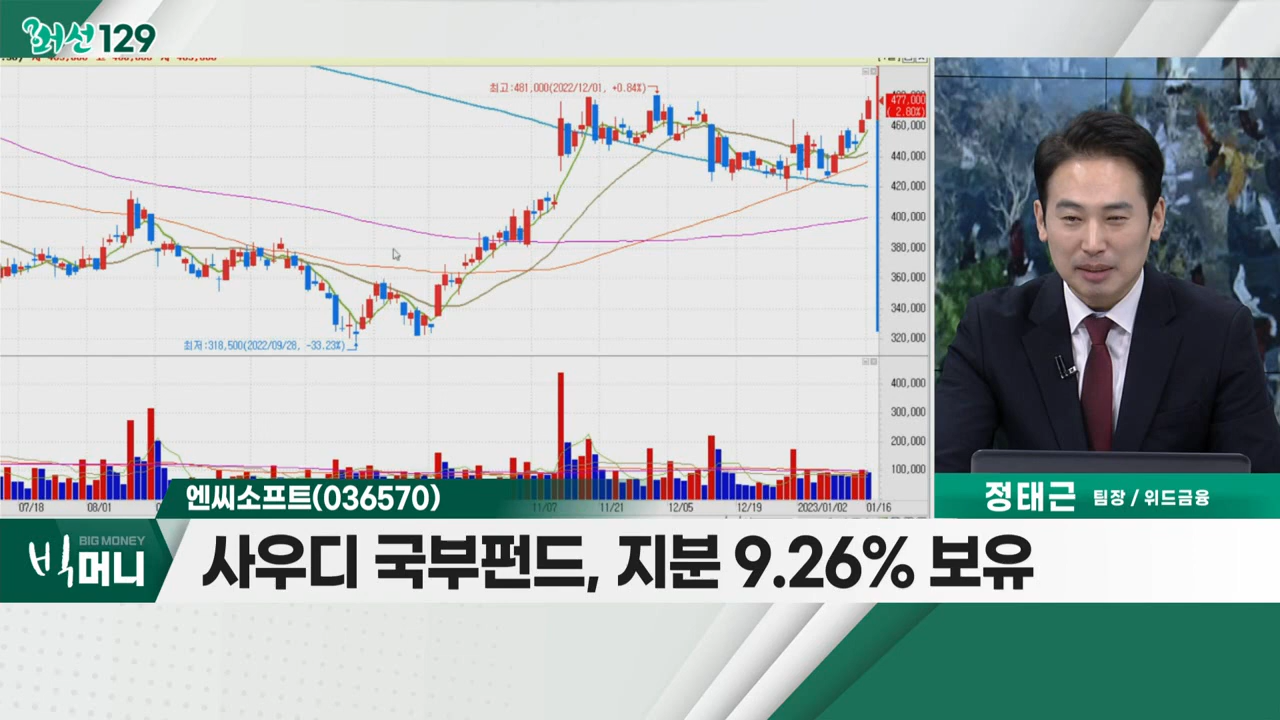 최선129
최고:481,000(2022/12/01, +0.84%)
480,000
477,000
( 2.80%)
460,000
440,000
420,000
400,000
380,000
360,000
340,000
320,000
최저:318,500(2022/09/28, -33.23%)
400,000
300,000
200,000
100,000
07/18
08/01
11/07
11/21
12/05
12/19
2023/01/02
01/16
엔씨소프트(036570)
정태근 팀장 / 위드금융
BIG MONEY
빅머니
사우디 국부펀드, 지분 9.26% 보유